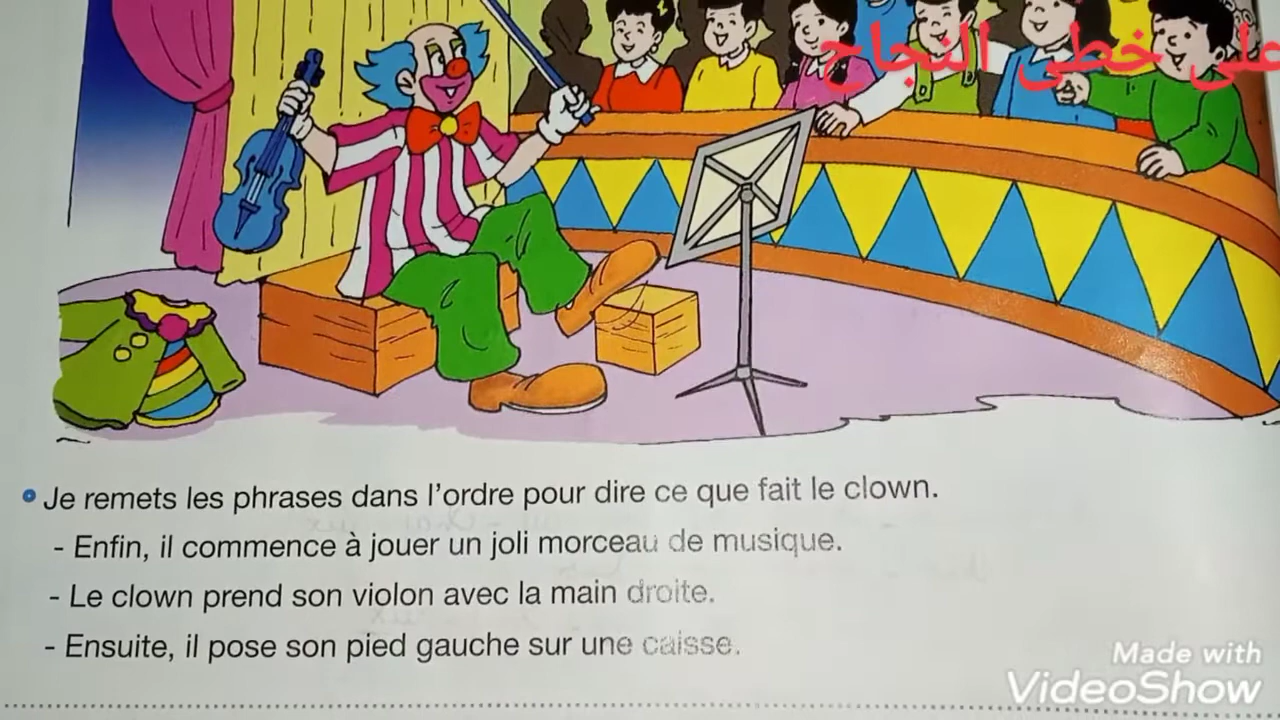 على خطى النجاح
• Je remets les phrases dans l'ordre pour dire ce que fait le clown.
- Enfin, il commence à jouer un joli morceau de musique.
- Le clown prend son violon avec la main droite.
- Ensuite, il pose son pied gauche sur une caisse.
Made with
VideoShow